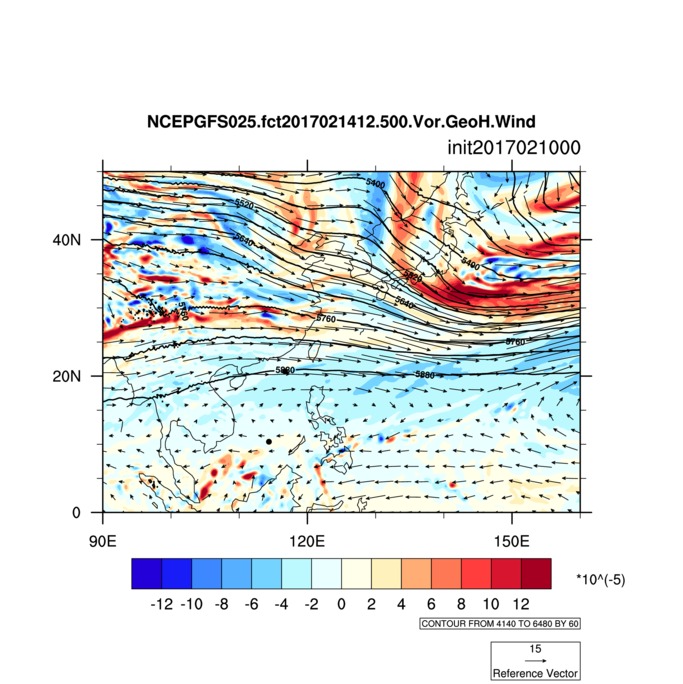 NCEPGFS025.fct2017021412.500.Vor.GeoH.Wind
init2017021000
5400
5520
5640
5400
5520
5640
5760
5760
5760
5880
5880
40N
20N
0
90E 120E 150E
-12 -10 -8 -6 -4 -2 0 2 4 6 8 10 12
*10^(-5)
CONTOUR FROM 4140 TO 6480 BY 60
15
Reference Vector